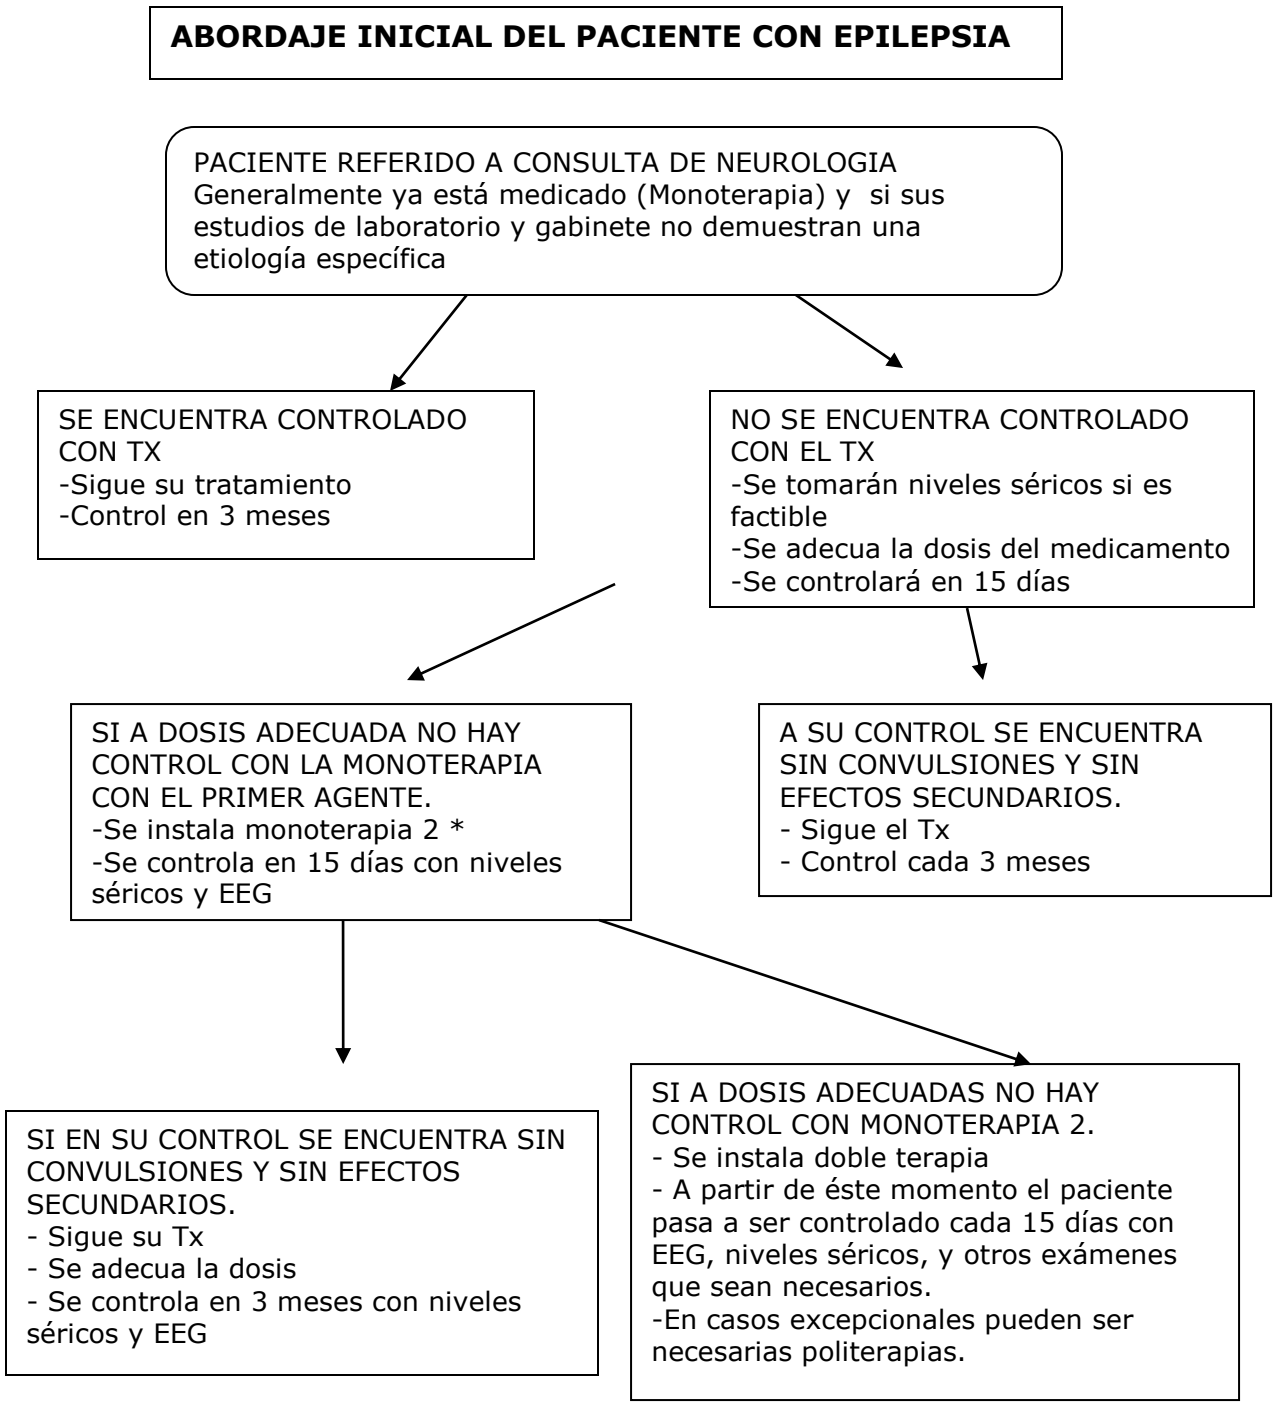 ABORDAJE INICIAL DEL PACIENTE CON EPILEPSIA
PACIENTE REFERIDO A CONSULTA DE NEUROLOGIA
Generalmente ya está medicado (Monoterapia) y  si sus
estudios de laboratorio y gabinete no demuestran una
etiología específica
SE ENCUENTRA CONTROLADO
CON TX
-Sigue su tratamiento
-Control en 3 meses
NO SE ENCUENTRA CONTROLADO
CON EL TX
-Se tomarán niveles séricos si es
factible
-Se adecua la dosis del medicamento
-Se controlará en 15 días
SI A DOSIS ADECUADA NO HAY
CONTROL CON LA MONOTERAPIA
CON EL PRIMER AGENTE.
-Se instala monoterapia 2 *
-Se controla en 15 días con niveles
séricos y EEG
A SU CONTROL SE ENCUENTRA
SIN CONVULSIONES Y SIN
EFECTOS SECUNDARIOS.
- Sigue el Tx
- Control cada 3 meses
SI EN SU CONTROL SE ENCUENTRA SIN
CONVULSIONES Y SIN EFECTOS
SECUNDARIOS.
- Sigue su Tx
- Se adecua la dosis
- Se controla en 3 meses con niveles
séricos y EEG
SI A DOSIS ADECUADAS NO HAY
CONTROL CON MONOTERAPIA 2.
- Se instala doble terapia
- A partir de éste momento el paciente
pasa a ser controlado cada 15 días con
EEG, niveles séricos, y otros exámenes
que sean necesarios.
-En casos excepcionales pueden ser
necesarias politerapias.